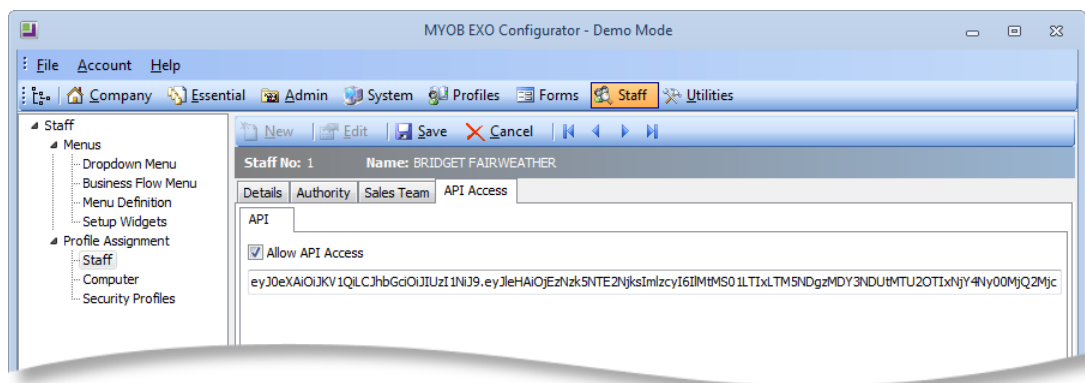 MYOB EXO Configurator - Demo Mode
File Account Help
Company Essential Admin System Profiles Forms Staff Utilities
Staff
Menus
Dropdown Menu
Business Flow Menu
Menu Definition
Setup Widgets
Profile Assignment
Staff
Computer
Security Profiles
New Edit Save Cancel
Staff No: 1 Name: BRIDGET FAIRWEATHER
Details Authority Sales Team API Access
API
Allow API Access
eyJ0eXAiOiJKV1QiLCJhbGciOiJIUzI1NiJ9.eyJleHAiOjEzNzk5NTE2NjksImlzcyI6IlMtMS01LTIxLTM5NDgzMDY3NDUtMTU2OTIxNjY4Ny00MjQ2Mjc